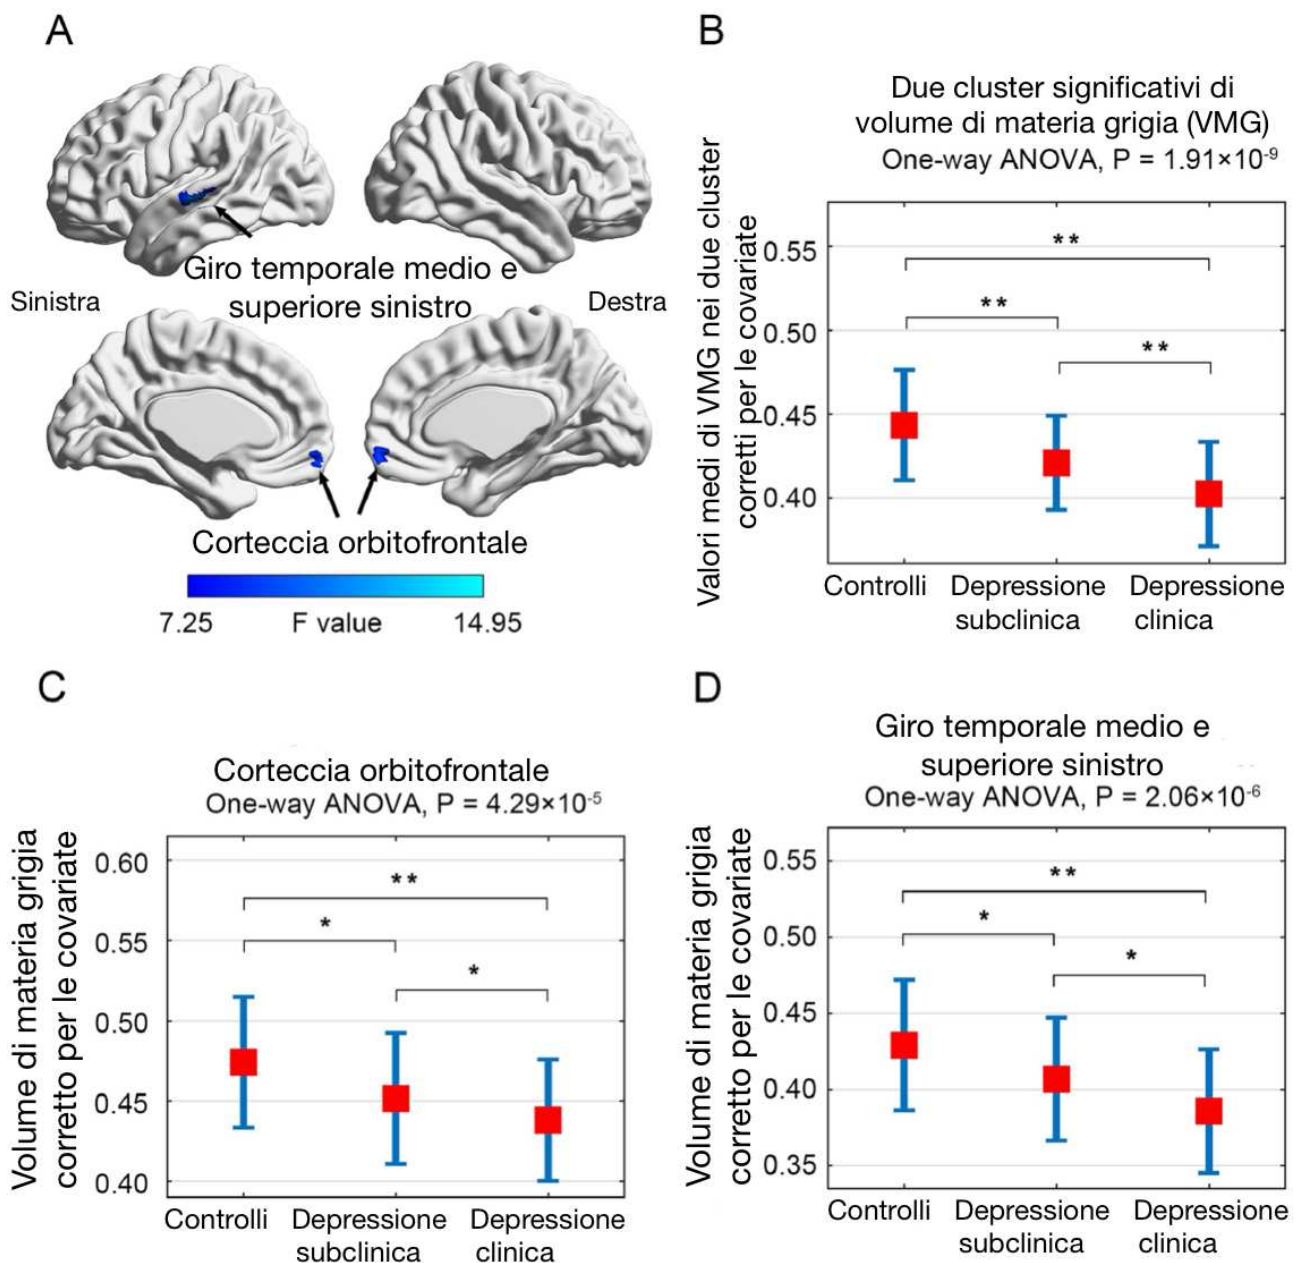 A
Giro temporale medio e
superiore sinistro
Sinistra
Destra
Corteccia orbitofrontale
7.25
F value
14.95
B
Due cluster significativi di
volume di materia grigia (VMG)
One-way ANOVA, P = 1.91×10⁻⁹
Valori medi di VMG nei due cluster
corretti per le covariate
0.55
0.50
0.45
0.40
**
**
**
Controlli
Depressione
subclinica
Depressione
clinica
C
Corteccia orbitofrontale
One-way ANOVA, P = 4.29×10⁻⁵
Volume di materia grigia
corretto per le covariate
0.60
0.55
0.50
0.45
0.40
**
*
*
Controlli
Depressione
subclinica
Depressione
clinica
D
Giro temporale medio e
superiore sinistro
One-way ANOVA, P = 2.06×10⁻⁶
Volume di materia grigia
corretto per le covariate
0.55
0.50
0.45
0.40
0.35
**
*
*
Controlli
Depressione
subclinica
Depressione
clinica